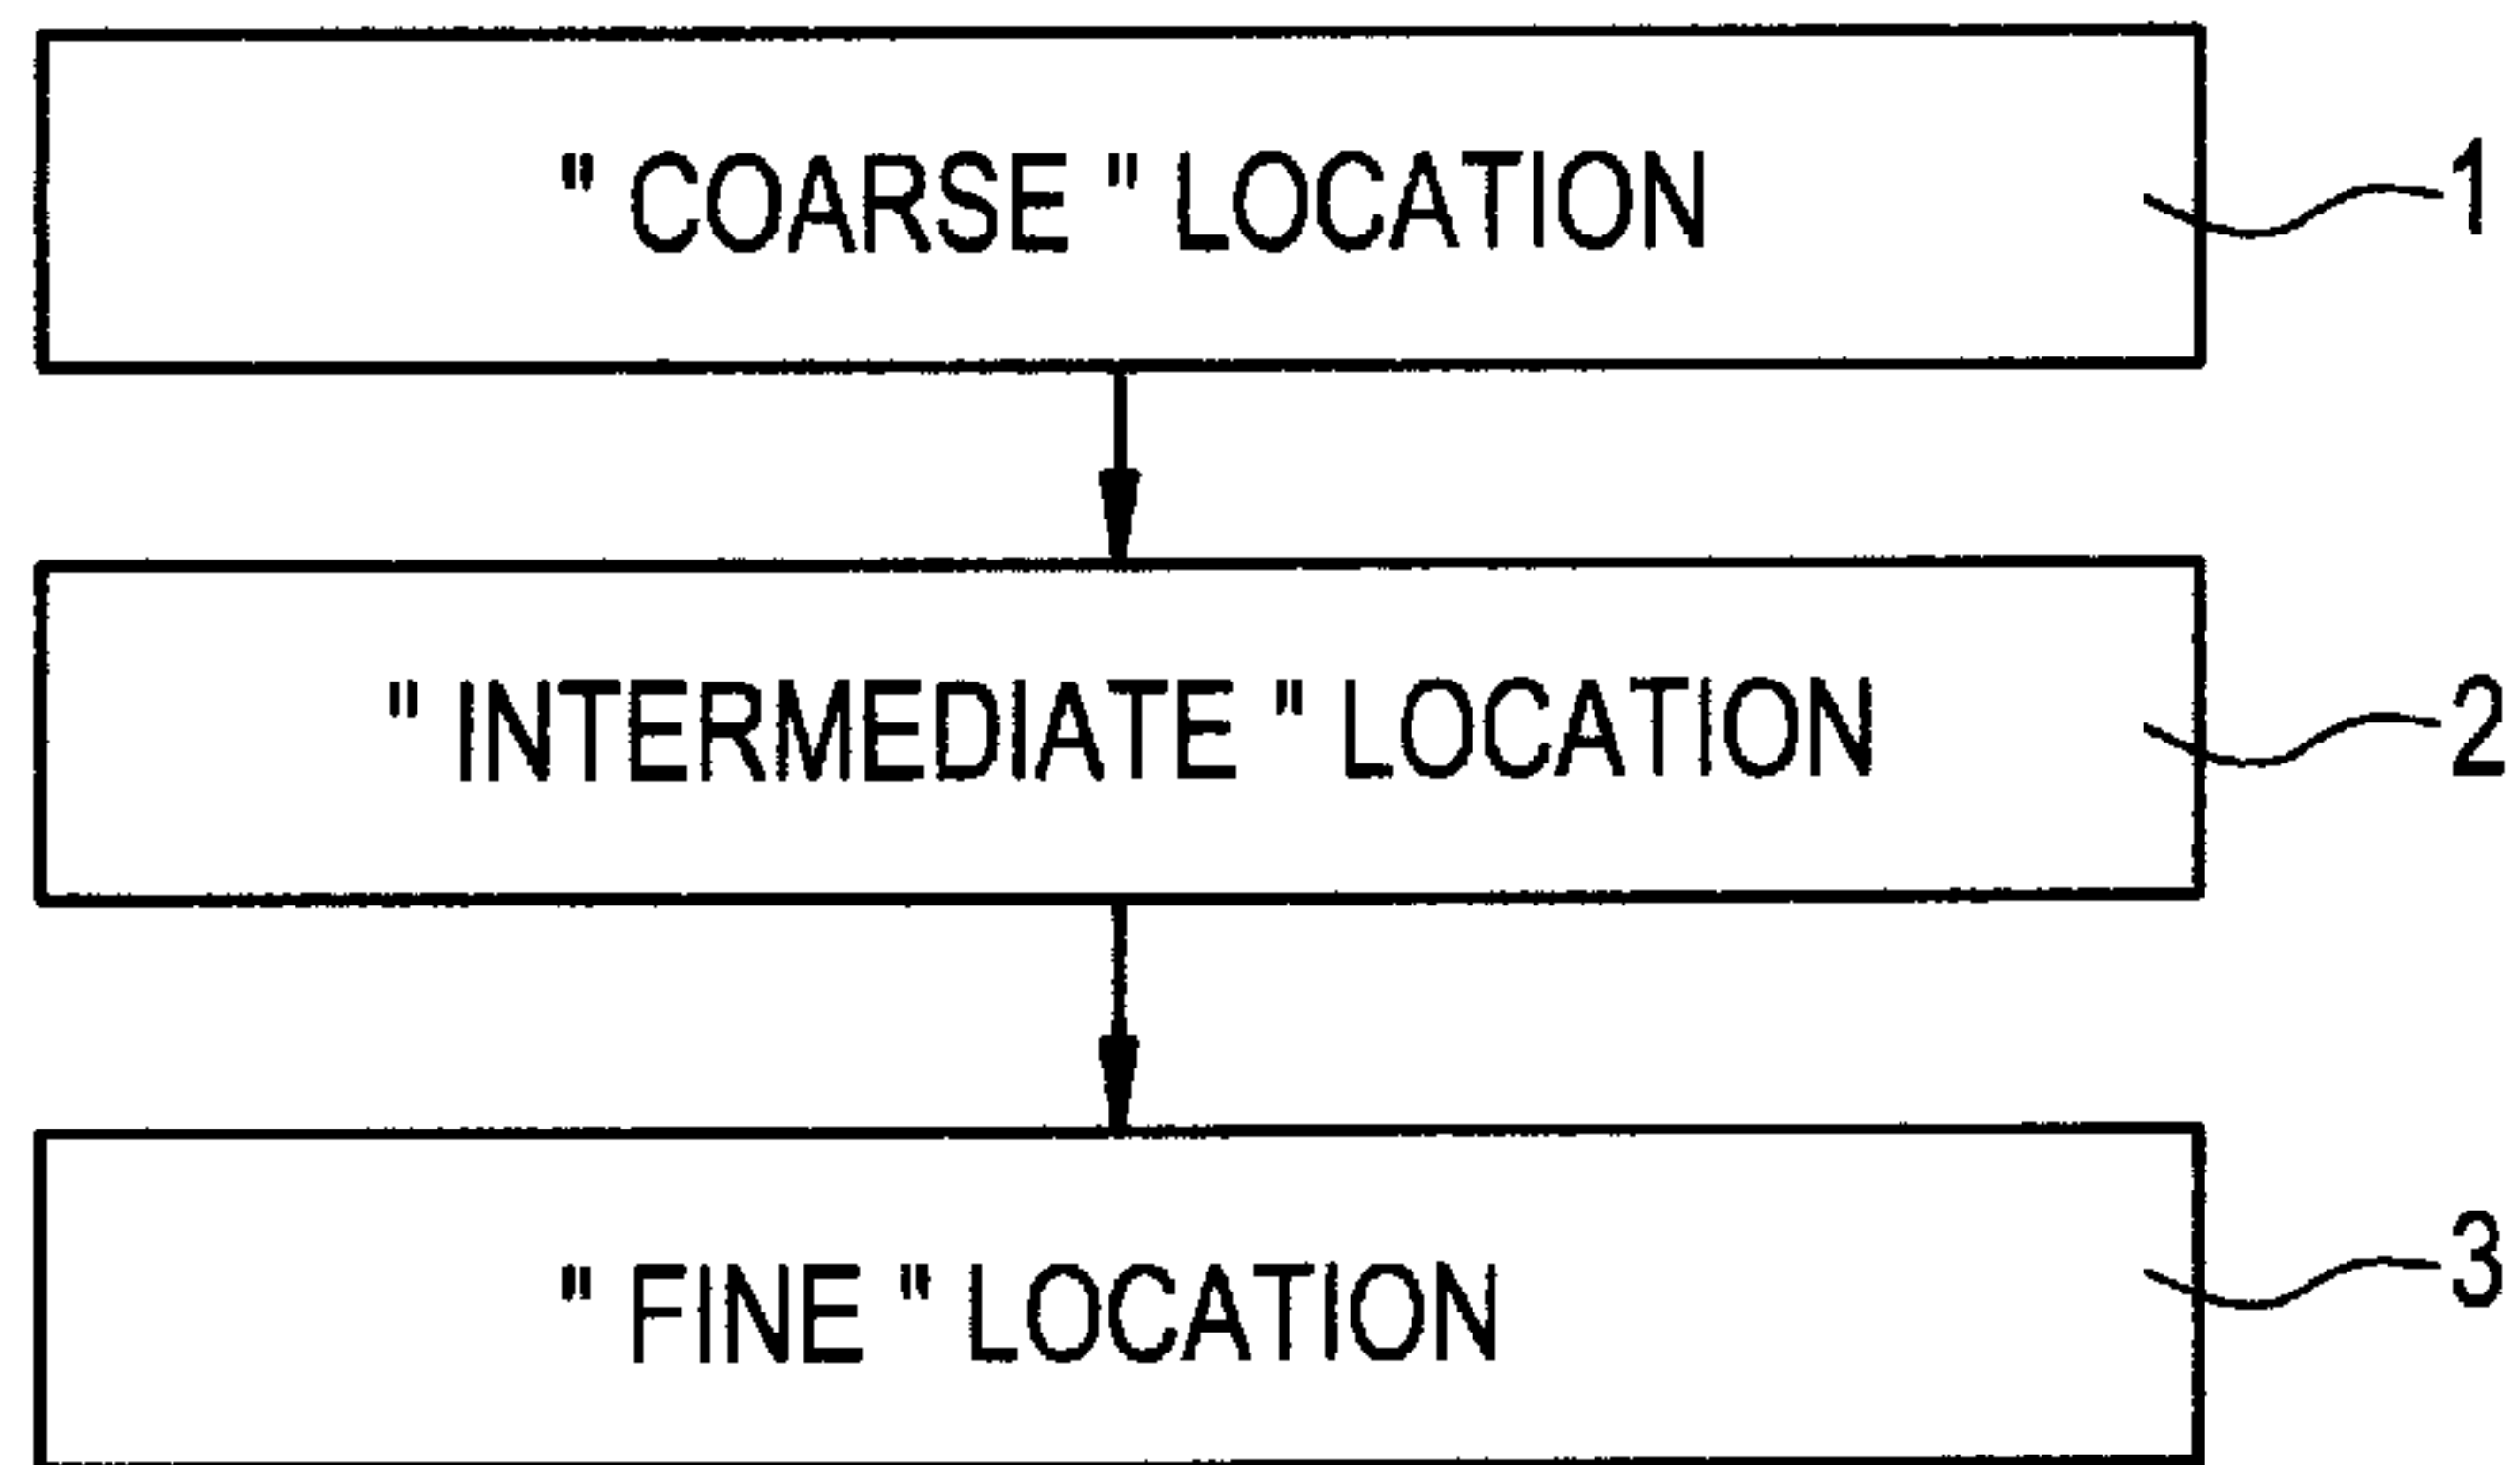 " COARSE " LOCATION
1
" INTERMEDIATE " LOCATION
2
" FINE " LOCATION
3